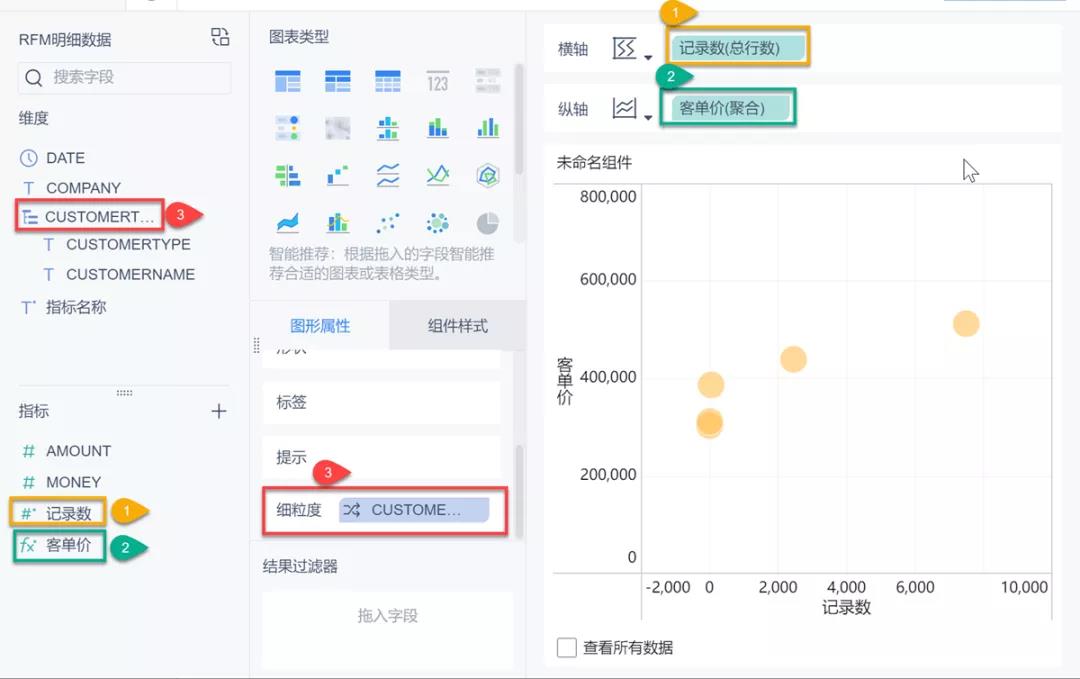 RFM明细数据
搜索字段
维度
DATE
T COMPANY
CUSTOMERT...
3
T CUSTOMERTYPE
T CUSTOMERNAME
T* 指标名称
指标
# AMOUNT
# MONEY
#* 记录数
1
fx 客单价
2
图表类型
123
智能推荐：根据拖入的字段智能推
荐合适的图表或表格类型。
图形属性
组件样式
形状
标签
提示
3
细粒度
CUSTOME...
结果过滤器
拖入字段
1
横轴
记录数(总行数)
2
纵轴
客单价(聚合)
未命名组件
800,000
600,000
400,000
200,000
0
客单价
-2,000
0
2,000
4,000
6,000
10,000
记录数
查看所有数据